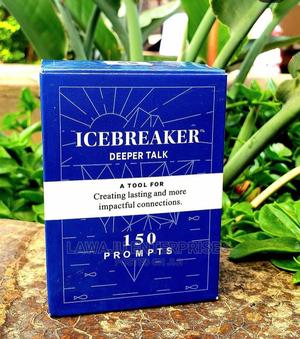 ICEBREAKER
DEEPER TALK
A TOOL FOR
Creating lasting and more
impactful connections.
150
PROMPTS